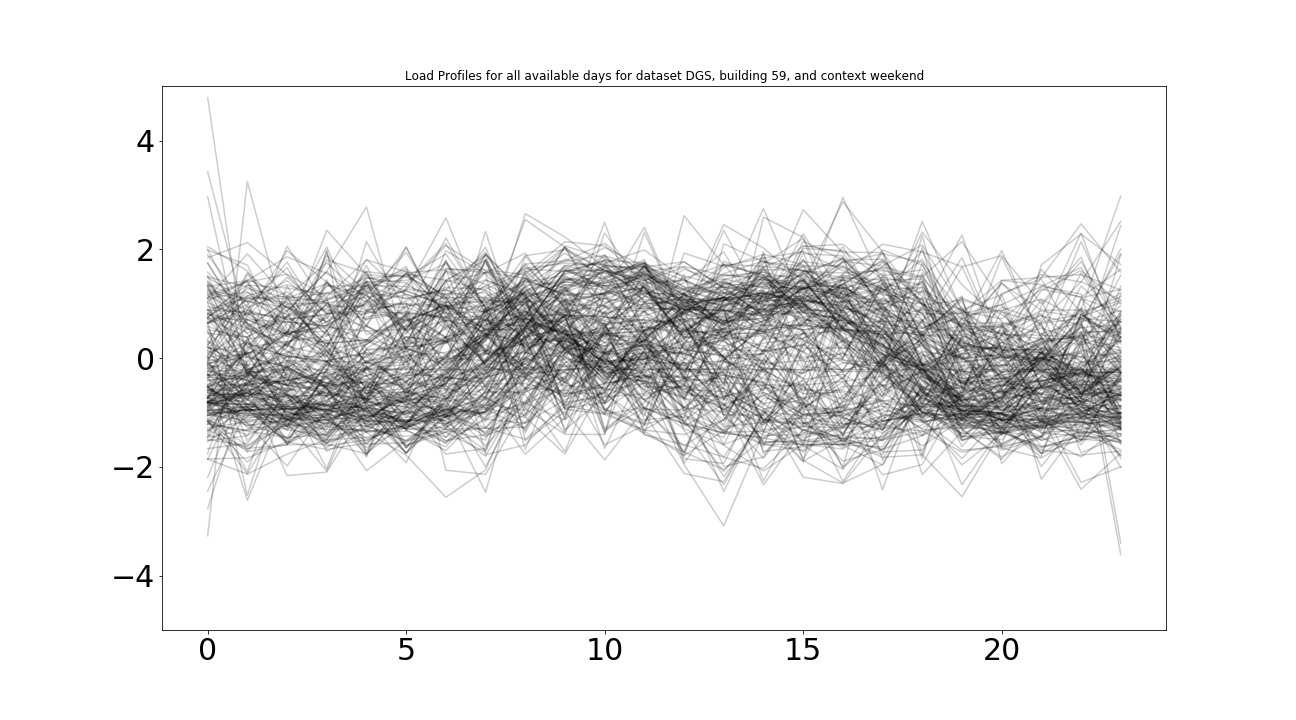 Load Profiles for all available days for dataset DGS, building 59, and context weekend
4
2
0
−2
−4
0 5 10 15 20